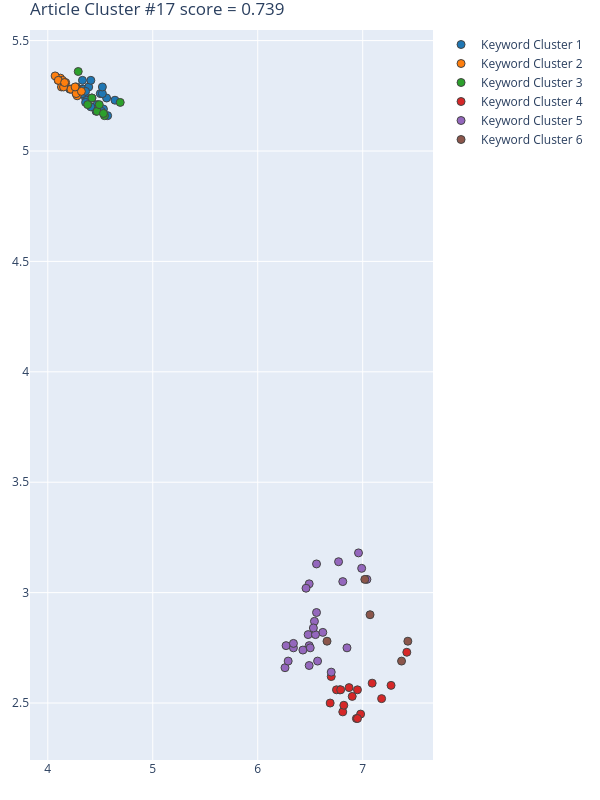 Article Cluster #17 score = 0.739
Keyword Cluster 1
Keyword Cluster 2
Keyword Cluster 3
Keyword Cluster 4
Keyword Cluster 5
Keyword Cluster 6
5.5
5
4.5
4
3.5
3
2.5
4 5 6 7